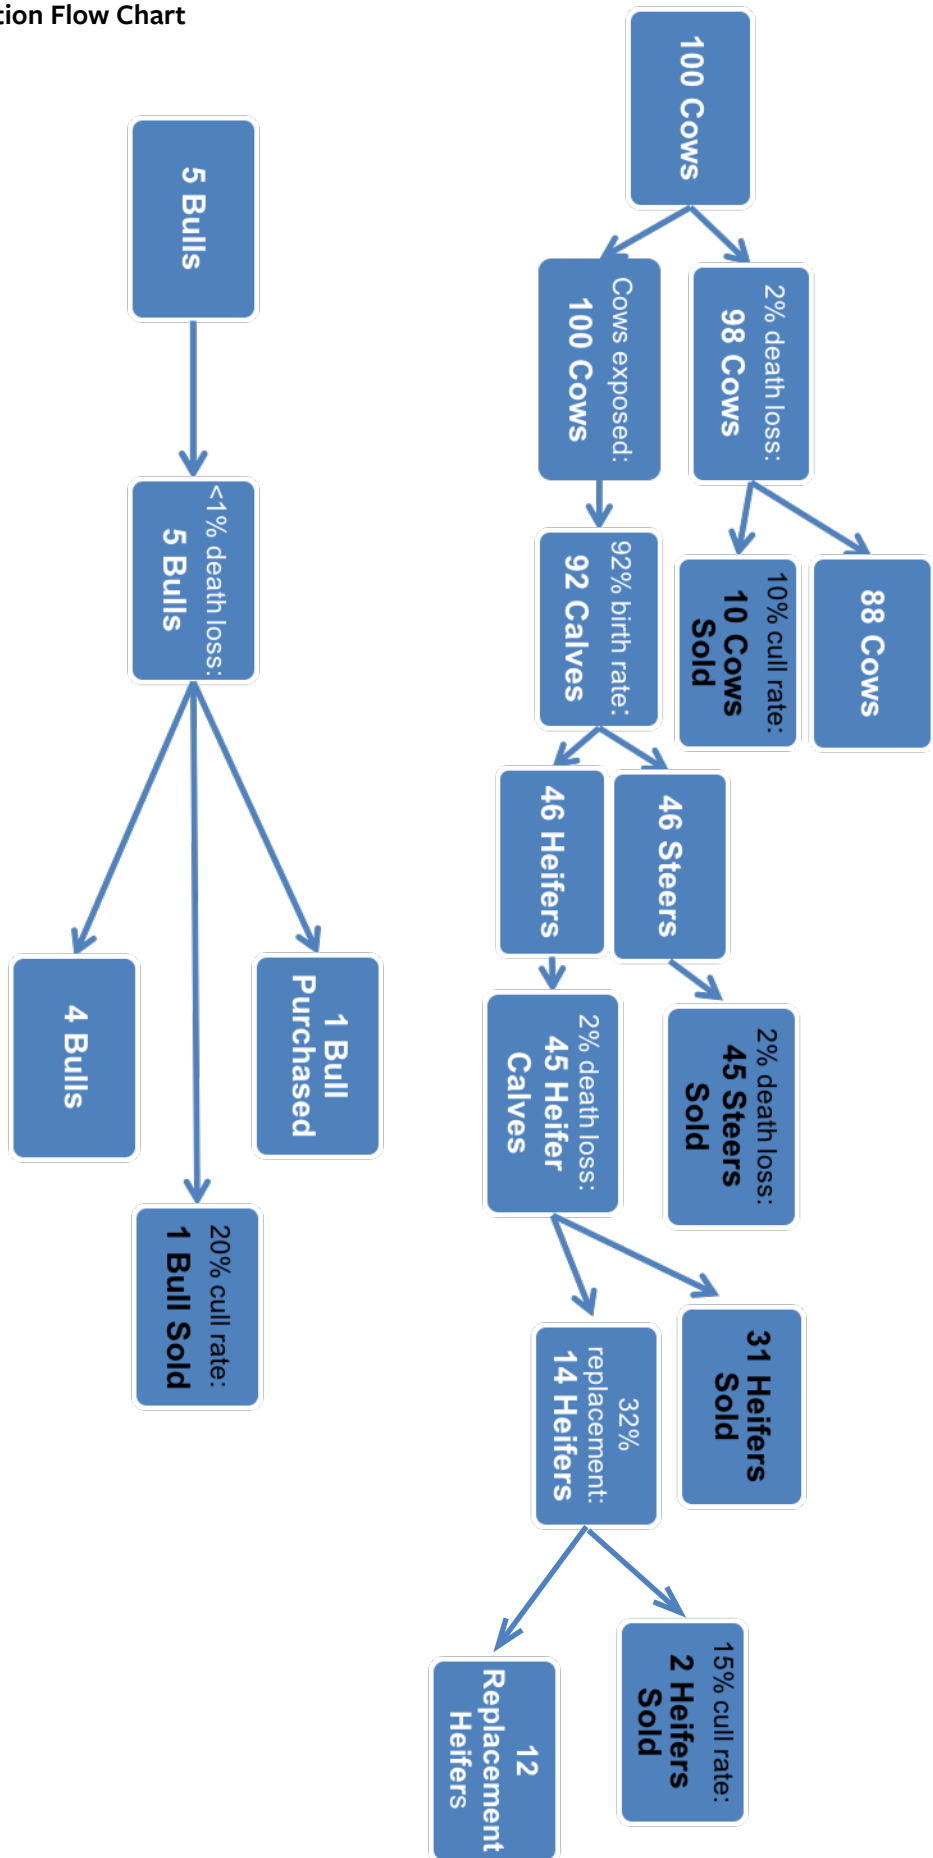 tion Flow Chart
100 Cows
2% death loss:
98 Cows
88 Cows
10% cull rate:
10 Cows
Sold
Cows exposed:
100 Cows
92% birth rate:
92 Calves
46 Steers
2% death loss:
45 Steers
Sold
46 Heifers
2% death loss:
45 Heifer
Calves
31 Heifers
Sold
32%
replacement:
14 Heifers
15% cull rate:
2 Heifers
Sold
12
Replacement
Heifers
5 Bulls
<1% death loss:
5 Bulls
1 Bull
Purchased
20% cull rate:
1 Bull Sold
4 Bulls